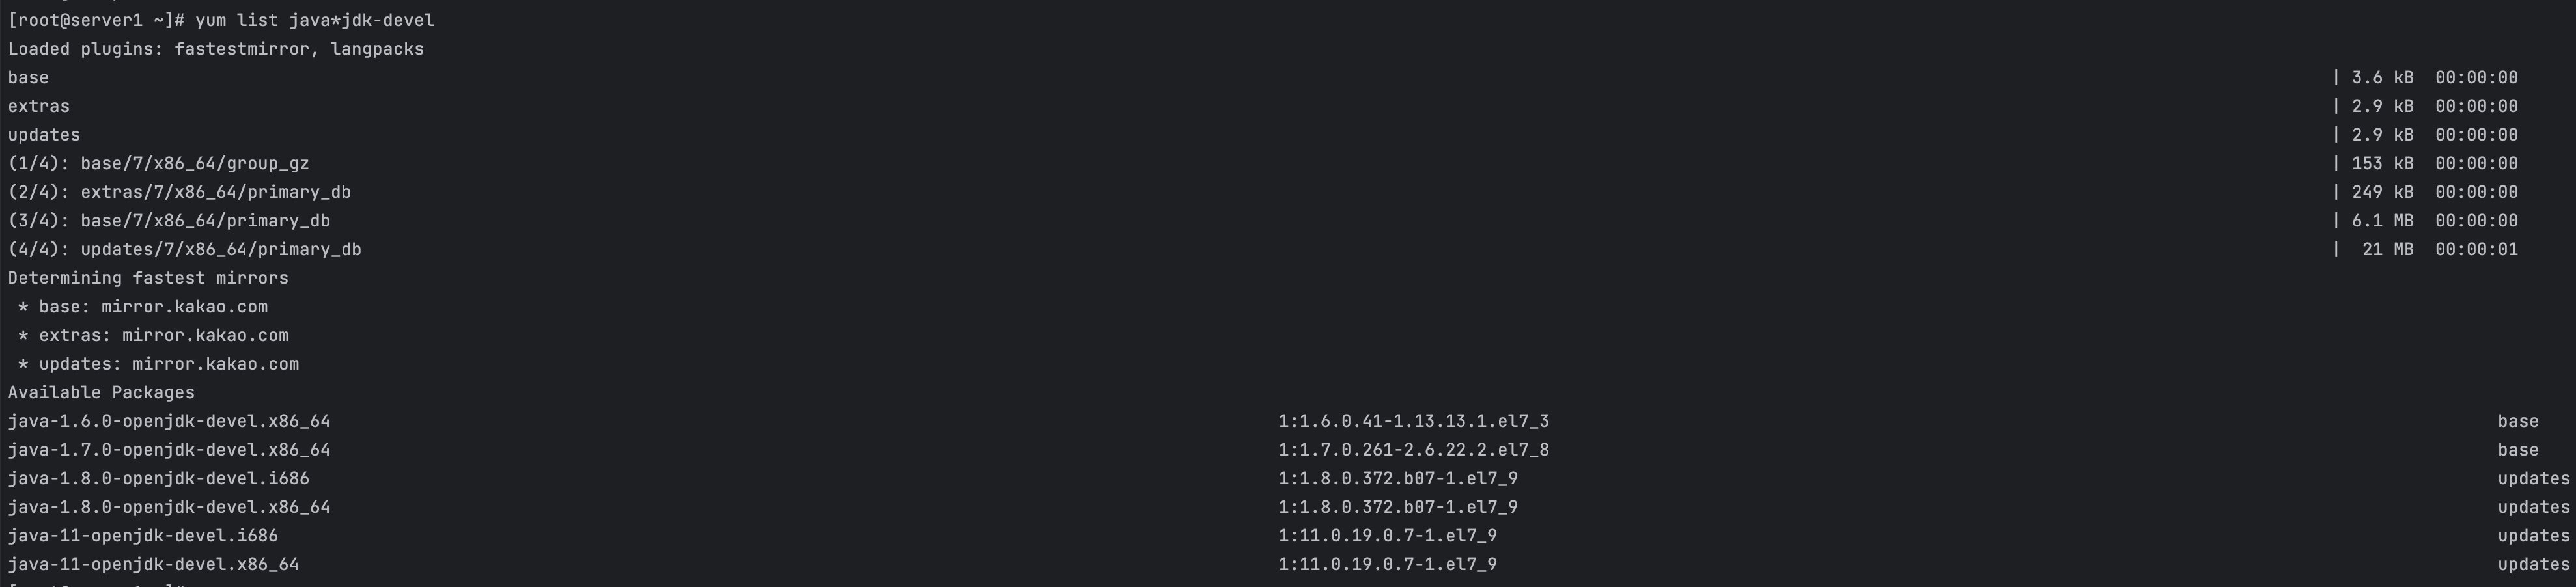 [root@server1 ~]# yum list java*jdk-devel
Loaded plugins: fastestmirror, langpacks
base | 3.6 kB 00:00:00
extras | 2.9 kB 00:00:00
updates | 2.9 kB 00:00:00
(1/4): base/7/x86_64/group_gz | 153 kB 00:00:00
(2/4): extras/7/x86_64/primary_db | 249 kB 00:00:00
(3/4): base/7/x86_64/primary_db | 6.1 MB 00:00:00
(4/4): updates/7/x86_64/primary_db | 21 MB 00:00:01
Determining fastest mirrors
* base: mirror.kakao.com
* extras: mirror.kakao.com
* updates: mirror.kakao.com
Available Packages
java-1.6.0-openjdk-devel.x86_64 1:1.6.0.41-1.13.13.1.el7_3 base
java-1.7.0-openjdk-devel.x86_64 1:1.7.0.261-2.6.22.2.el7_8 base
java-1.8.0-openjdk-devel.i686 1:1.8.0.372.b07-1.el7_9 updates
java-1.8.0-openjdk-devel.x86_64 1:1.8.0.372.b07-1.el7_9 updates
java-11-openjdk-devel.i686 1:11.0.19.0.7-1.el7_9 updates
java-11-openjdk-devel.x86_64 1:11.0.19.0.7-1.el7_9 updates